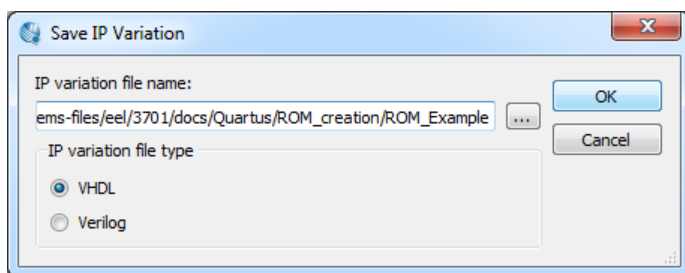 Save IP Variation
IP variation file name:
ems-files/eel/3701/docs/Quartus/ROM_creation/ROM_Example
...
OK
Cancel
IP variation file type
VHDL
Verilog